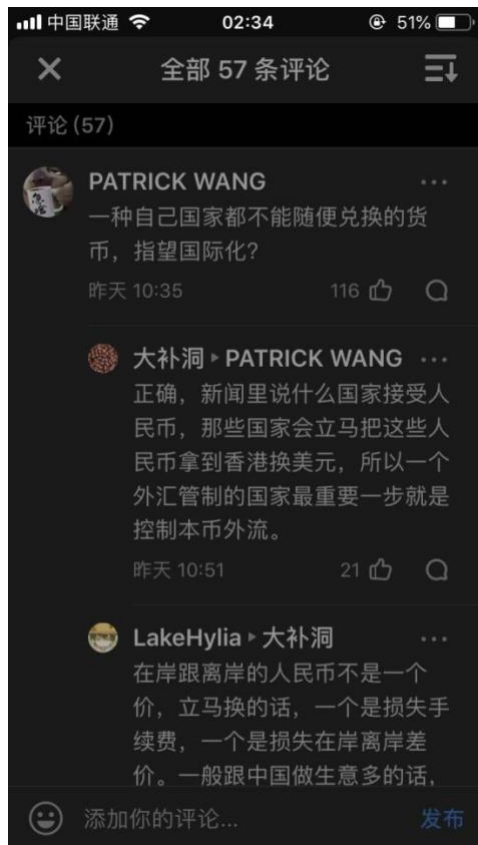 中国联通 02:34 51%
全部 57 条评论
评论 (57)
PATRICK WANG
一种自己国家都不能随便兑换的货
币，指望国际化？
昨天 10:35 116
大补洞 ▸ PATRICK WANG
正确，新闻里说什么国家接受人
民币，那些国家会立马把这些人
民币拿到香港换美元，所以一个
外汇管制的国家最重要一步就是
控制本币外流。
昨天 10:51 21
LakeHylia ▸ 大补洞
在岸跟离岸的人民币不是一个
价，立马换的话，一个是损失手
续费，一个是损失在岸离岸差
价。一般跟中国做生意多的话，
添加你的评论... 发布